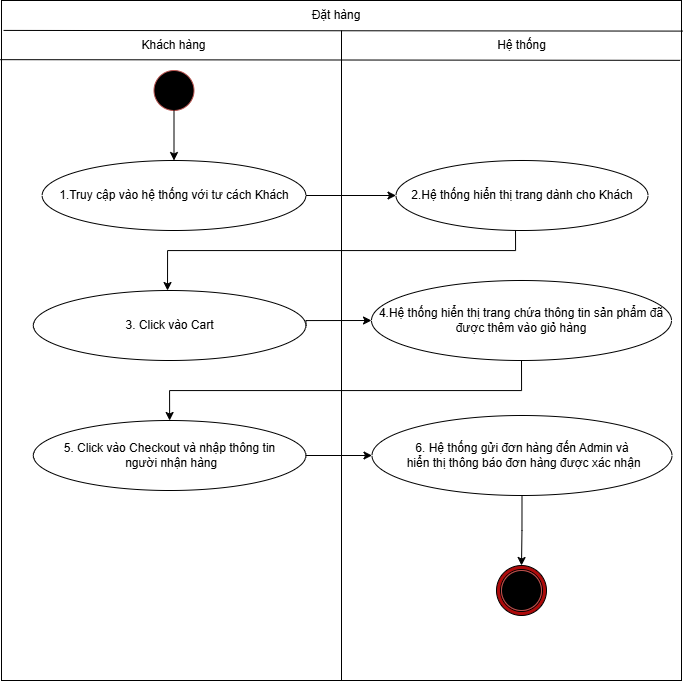 Đặt hàng
Khách hàng
Hệ thống
1.Truy cập vào hệ thống với tư cách Khách
2.Hệ thống hiển thị trang dành cho Khách
3. Click vào Cart
4.Hệ thống hiển thị trang chứa thông tin sản phẩm đã
được thêm vào giỏ hàng
5. Click vào Checkout và nhập thông tin
người nhận hàng
6. Hệ thống gửi đơn hàng đến Admin và
hiển thị thông báo đơn hàng được xác nhận